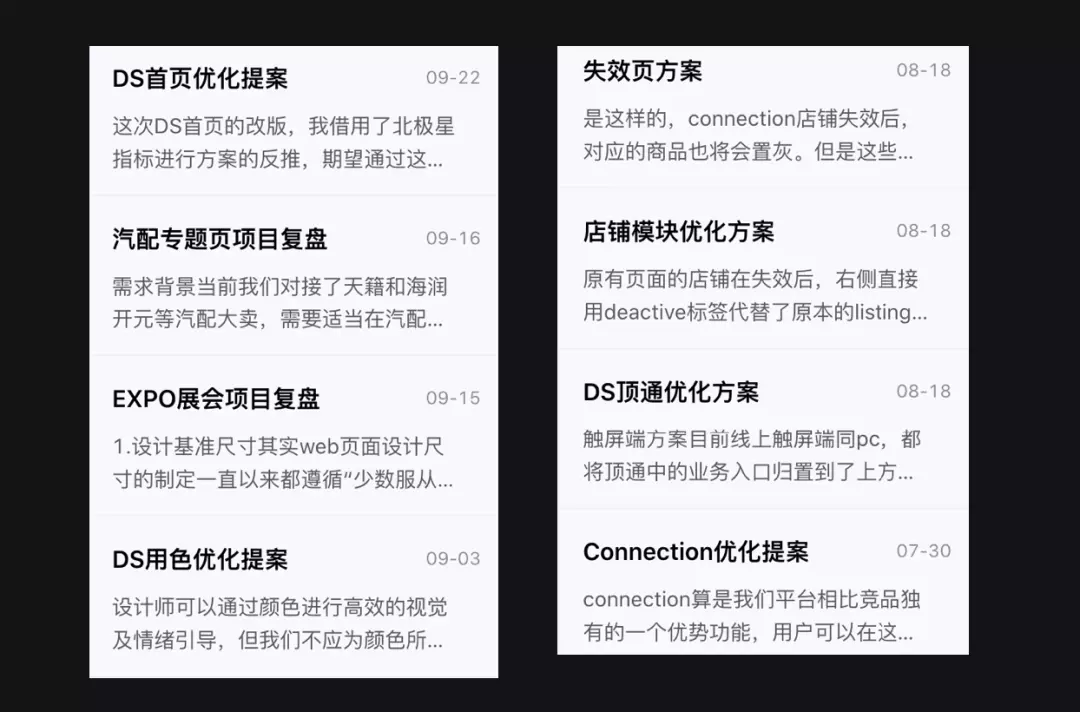 DS首页优化提案
09-22
这次DS首页的改版，我借用了北极星
指标进行方案的反推，期望通过这...
汽配专题页项目复盘
09-16
需求背景当前我们对接了天籍和海润
开元等汽配大卖，需要适当在汽配...
EXPO展会项目复盘
09-15
1.设计基准尺寸其实web页面设计尺
寸的制定一直以来都遵循“少数服从...
DS用色优化提案
09-03
设计师可以通过颜色进行高效的视觉
及情绪引导，但我们不应为颜色所...
失效页方案
08-18
是这样的，connection店铺失效后，
对应的商品也将会置灰。但是这些...
店铺模块优化方案
08-18
原有页面的店铺在失效后，右侧直接
用deactive标签代替了原本的listing...
DS顶通优化方案
08-18
触屏端方案目前线上触屏端同pc，都
将顶通中的业务入口归置到了上方...
Connection优化提案
07-30
connection算是我们平台相比竞品独
有的一个优势功能，用户可以在这...